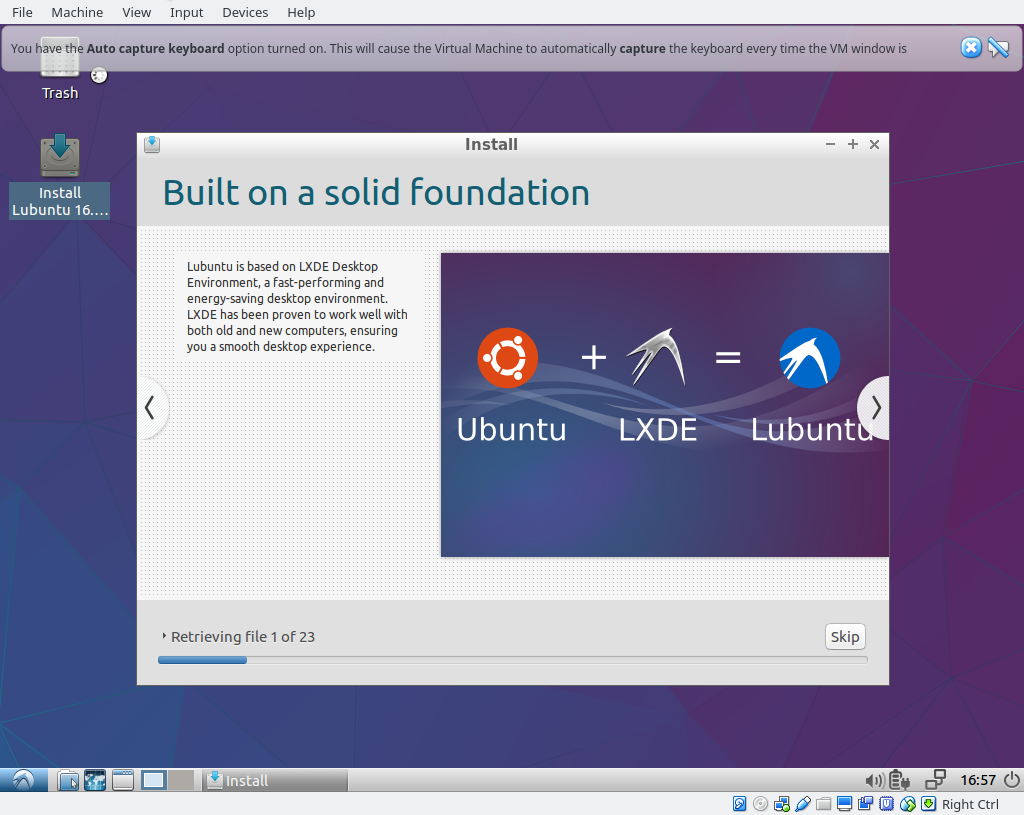 File Machine View Input Devices Help
You have the Auto capture keyboard option turned on. This will cause the Virtual Machine to automatically capture the keyboard every time the VM window is
Trash
Install
Lubuntu 16....
Install
Built on a solid foundation
Lubuntu is based on LXDE Desktop
Environment, a fast-performing and
energy-saving desktop environment.
LXDE has been proven to work well with
both old and new computers, ensuring
you a smooth desktop experience.
+ =
Ubuntu LXDE Lubuntu
Retrieving file 1 of 23
Skip
Install
16:57
Right Ctrl